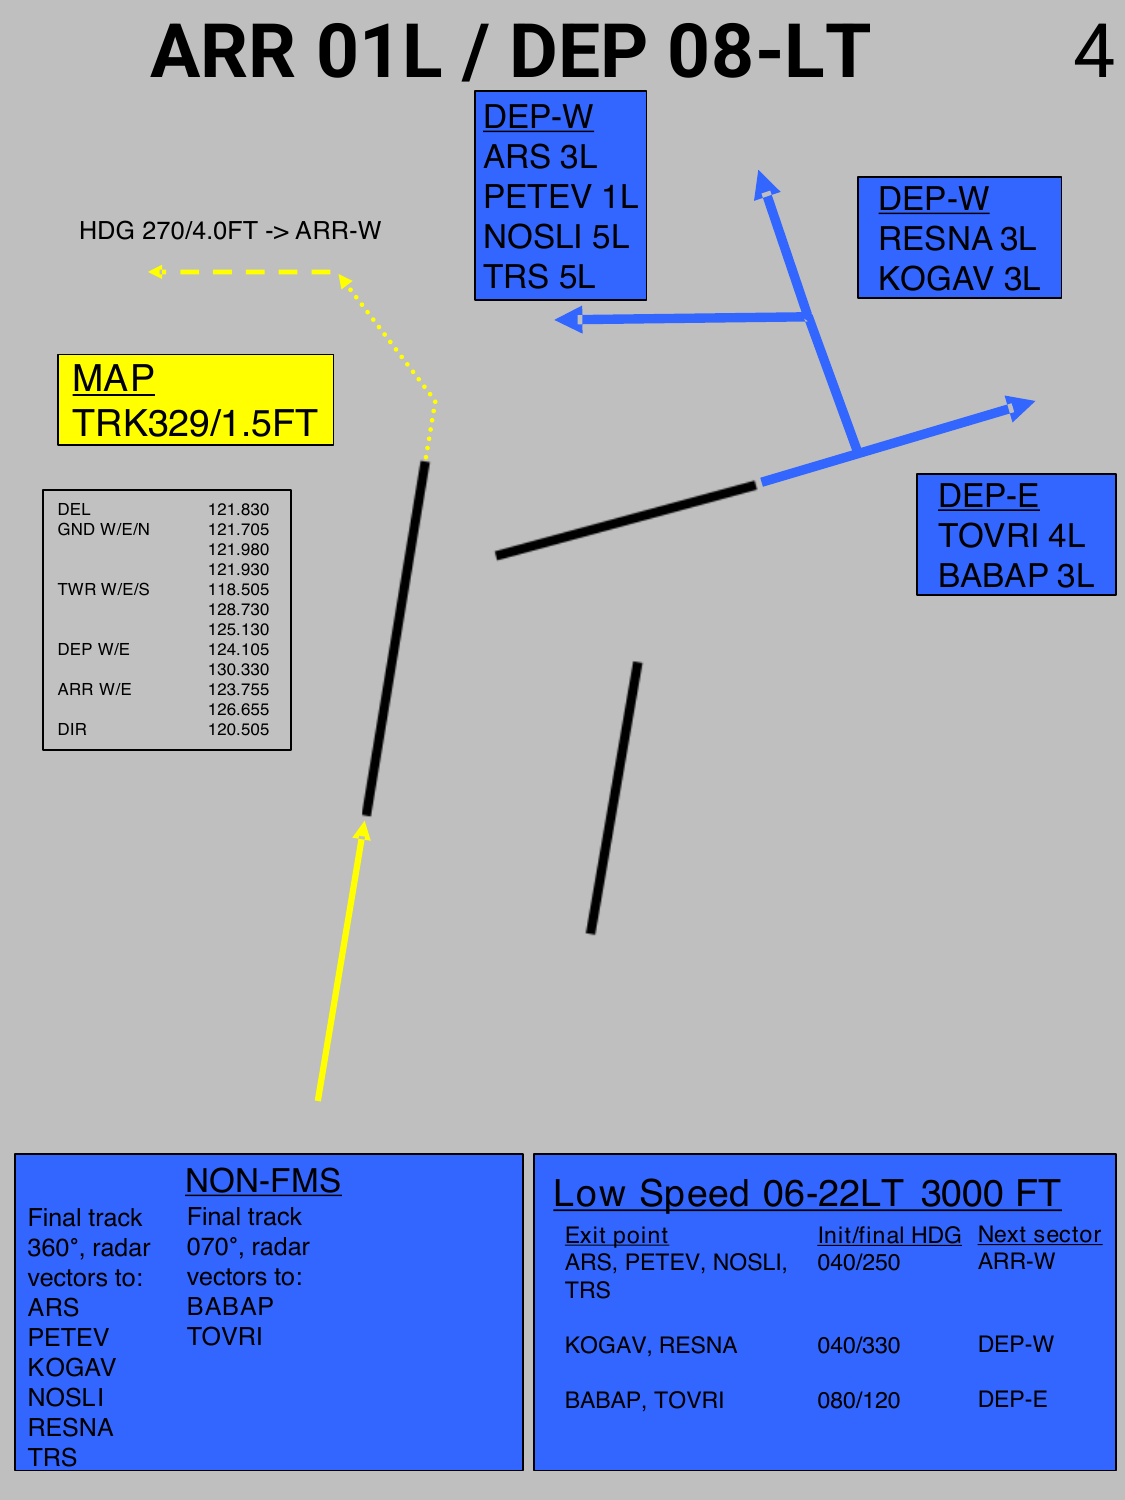 ARR 01L / DEP 08-LT
4
DEP-W
ARS 3L
PETEV 1L
NOSLI 5L
TRS 5L
DEP-W
RESNA 3L
KOGAV 3L
HDG 270/4.0FT -> ARR-W
MAP
TRK329/1.5FT
DEP-E
TOVRI 4L
BABAP 3L
DEL 121.830
GND W/E/N 121.705
121.980
121.930
TWR W/E/S 118.505
128.730
125.130
DEP W/E 124.105
130.330
ARR W/E 123.755
126.655
DIR 120.505
NON-FMS
Final track
360°, radar
vectors to:
ARS
PETEV
KOGAV
NOSLI
RESNA
TRS
Final track
070°, radar
vectors to:
BABAP
TOVRI
Low Speed 06-22LT 3000 FT
Exit point Init/final HDG Next sector
ARS, PETEV, NOSLI, 040/250 ARR-W
TRS
KOGAV, RESNA 040/330 DEP-W
BABAP, TOVRI 080/120 DEP-E